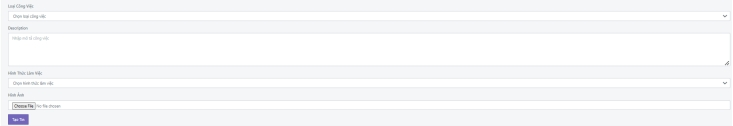 Loại Công Việc
Chọn loại công việc
Description
Nhập mô tả công việc
Hình Thức Làm Việc
Chọn hình thức làm việc
Hình Ảnh
Choose File No file chosen
Tạo Tin